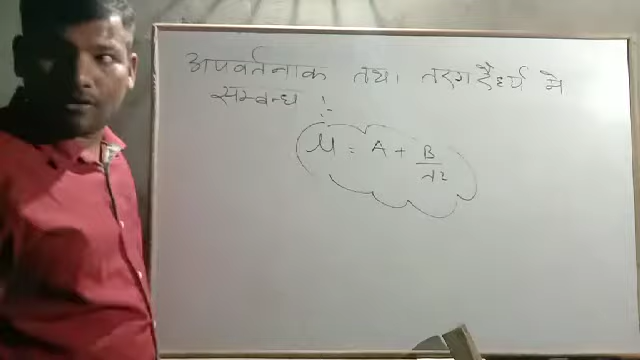 अपवर्तनाक तथा तरंगदैर्ध्य में
सम्बन्ध :-
μ = A + B/λ²